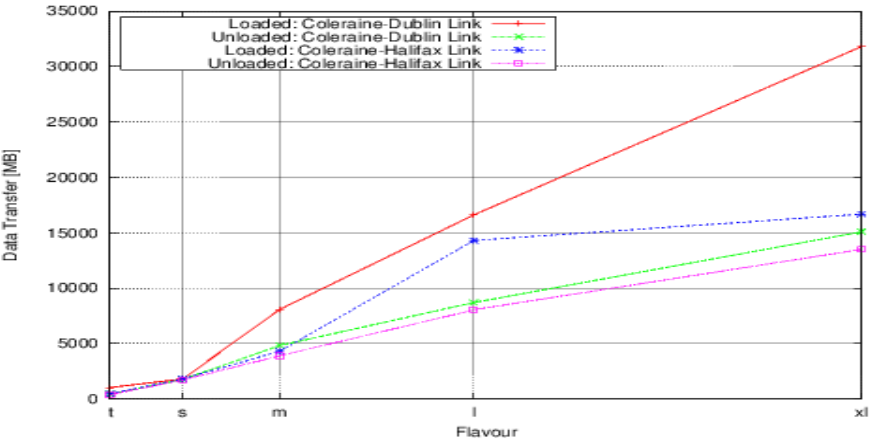 35000
30000
25000
20000
15000
10000
5000
0
Data Transfer [MB]
Loaded: Coleraine-Dublin Link
Unloaded: Coleraine-Dublin Link
Loaded: Coleraine-Halifax Link
Unloaded: Coleraine-Halifax Link
t s m l xl
Flavour